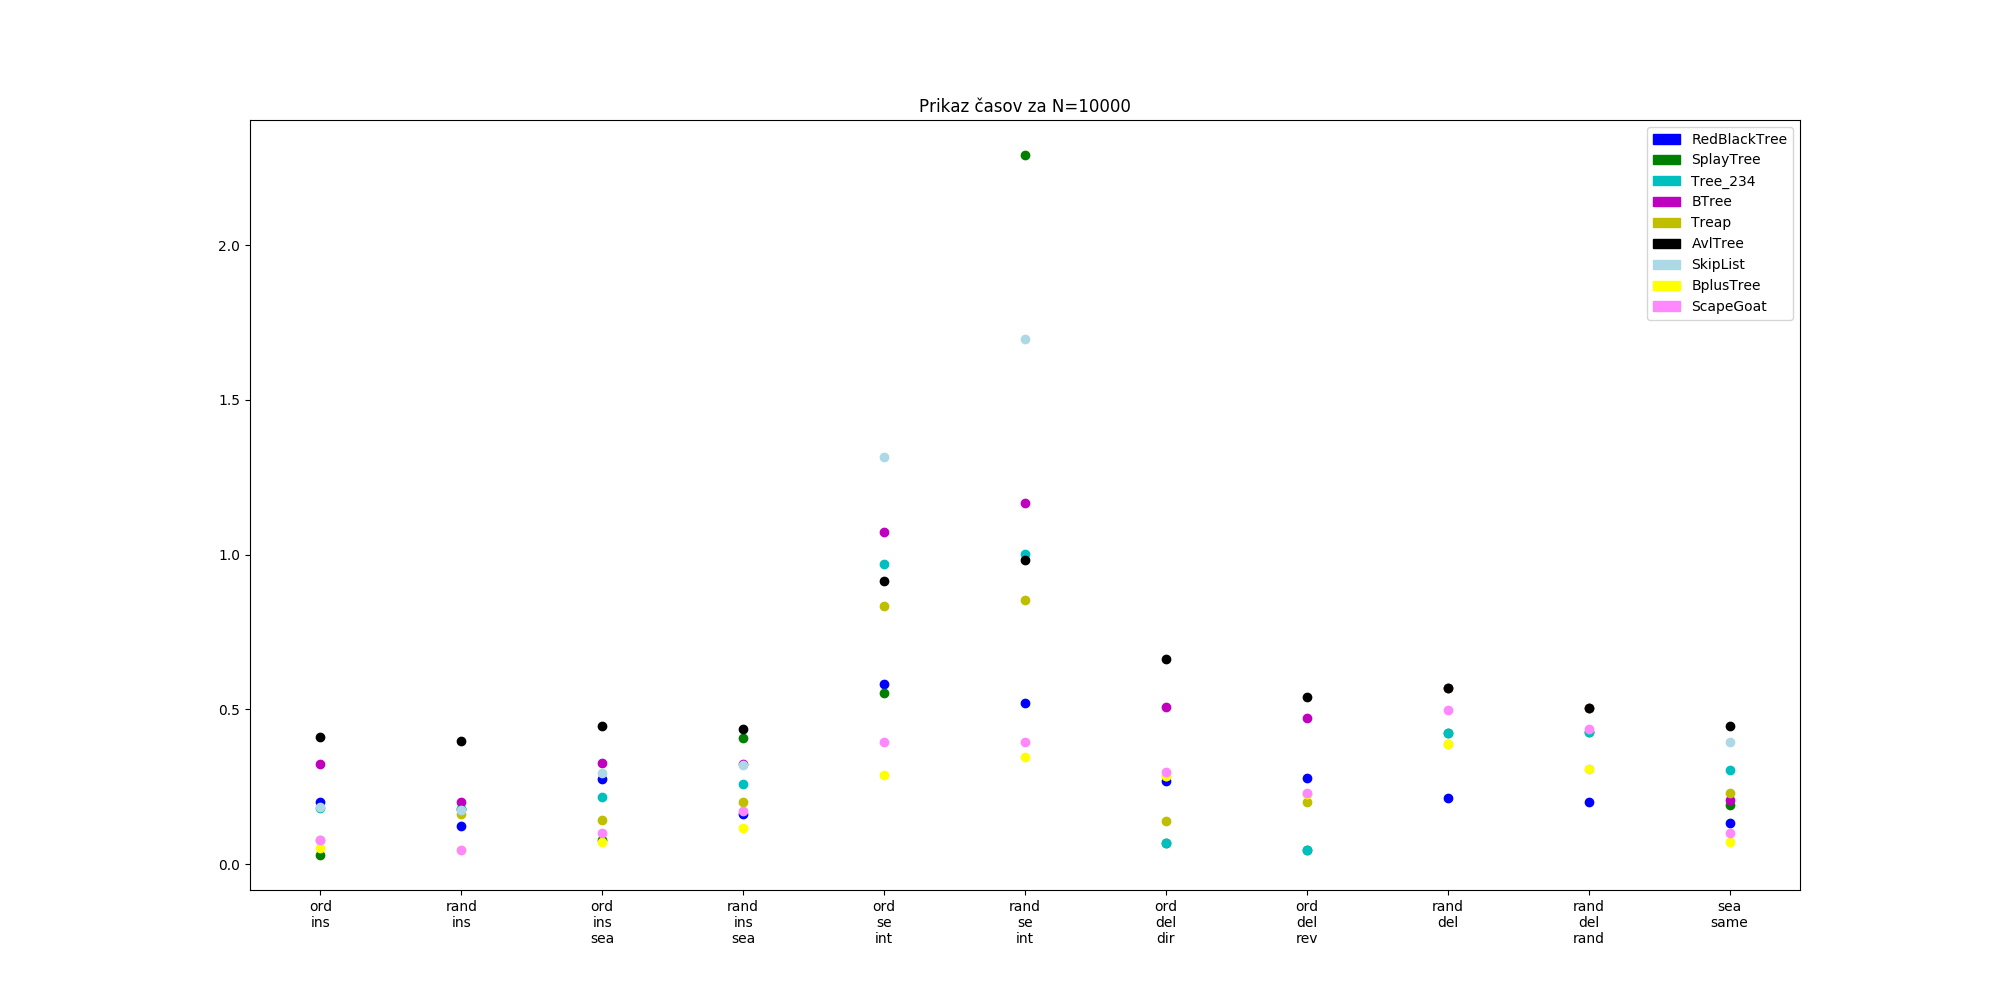 Prikaz časov za N=10000
RedBlackTree
SplayTree
Tree_234
BTree
Treap
AvlTree
SkipList
BplusTree
ScapeGoat
2.0
1.5
1.0
0.5
0.0
ord
ins
rand
ins
ord
ins
sea
rand
ins
sea
ord
se
int
rand
se
int
ord
del
dir
ord
del
rev
rand
del
rand
del
rand
sea
same